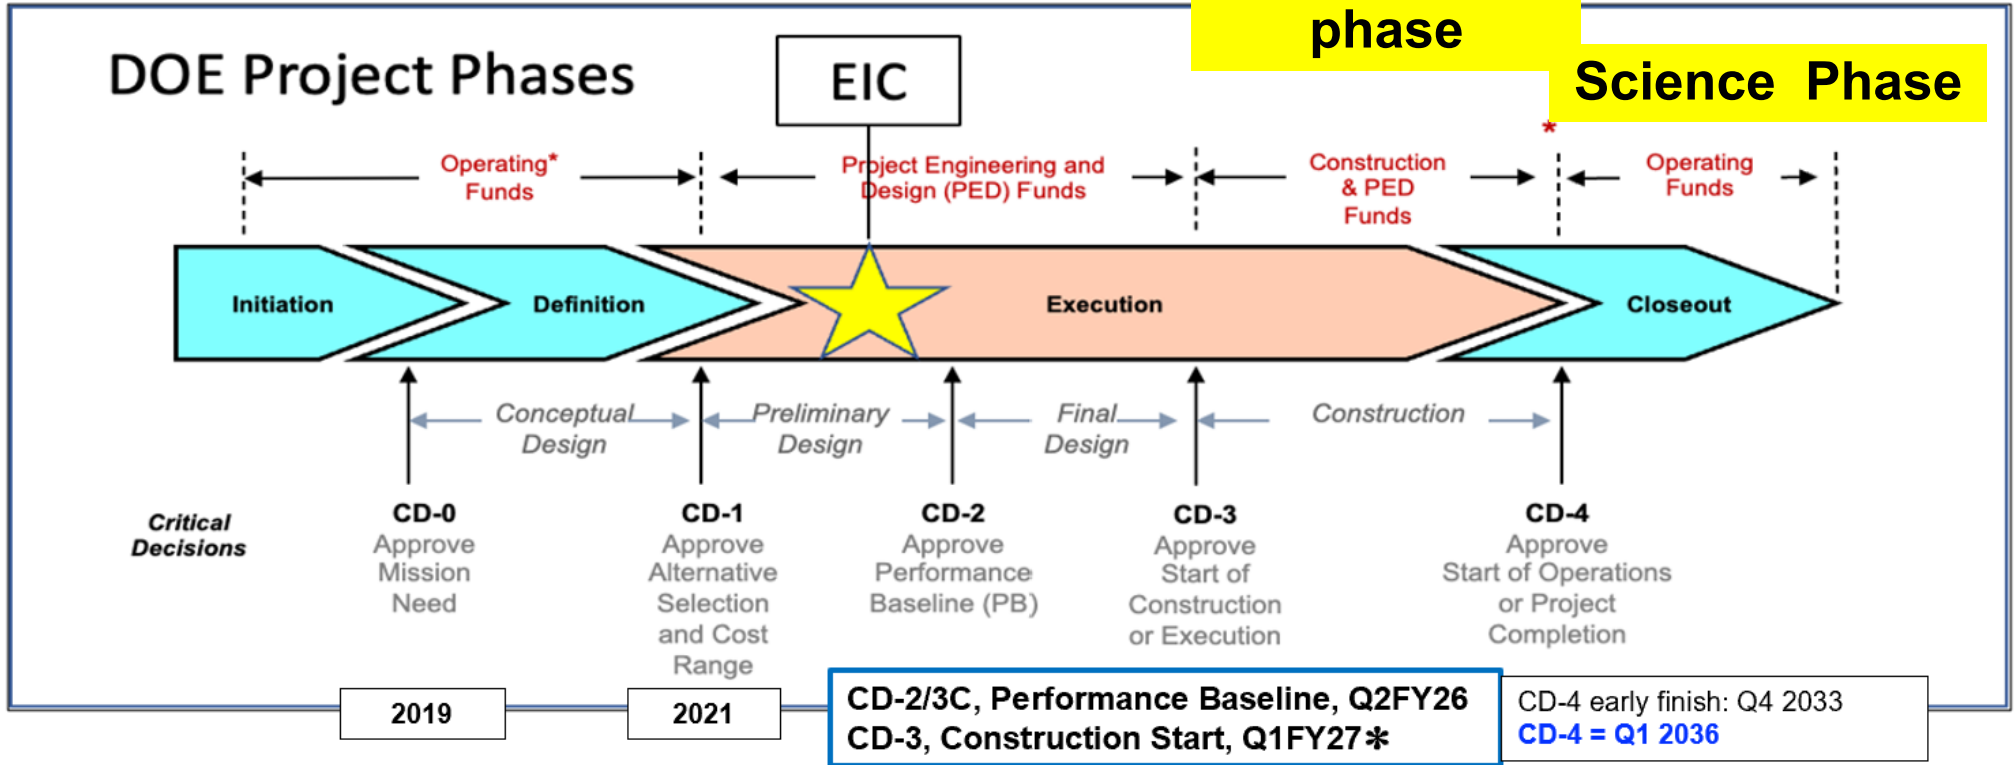 phase
Science Phase
DOE Project Phases
EIC
*
Operating*
Funds
Project Engineering and
Design (PED) Funds
Construction
& PED
Funds
Operating
Funds
Initiation
Definition
Execution
Closeout
Conceptual
Design
Preliminary
Design
Final
Design
Construction
Critical
Decisions
CD-0
Approve
Mission
Need
CD-1
Approve
Alternative
Selection
and Cost
Range
CD-2
Approve
Performance
Baseline (PB)
CD-3
Approve
Start of
Construction
or Execution
CD-4
Approve
Start of Operations
or Project
Completion
2019
2021
CD-2/3C, Performance Baseline, Q2FY26
CD-3, Construction Start, Q1FY27*
CD-4 early finish: Q4 2033
CD-4 = Q1 2036